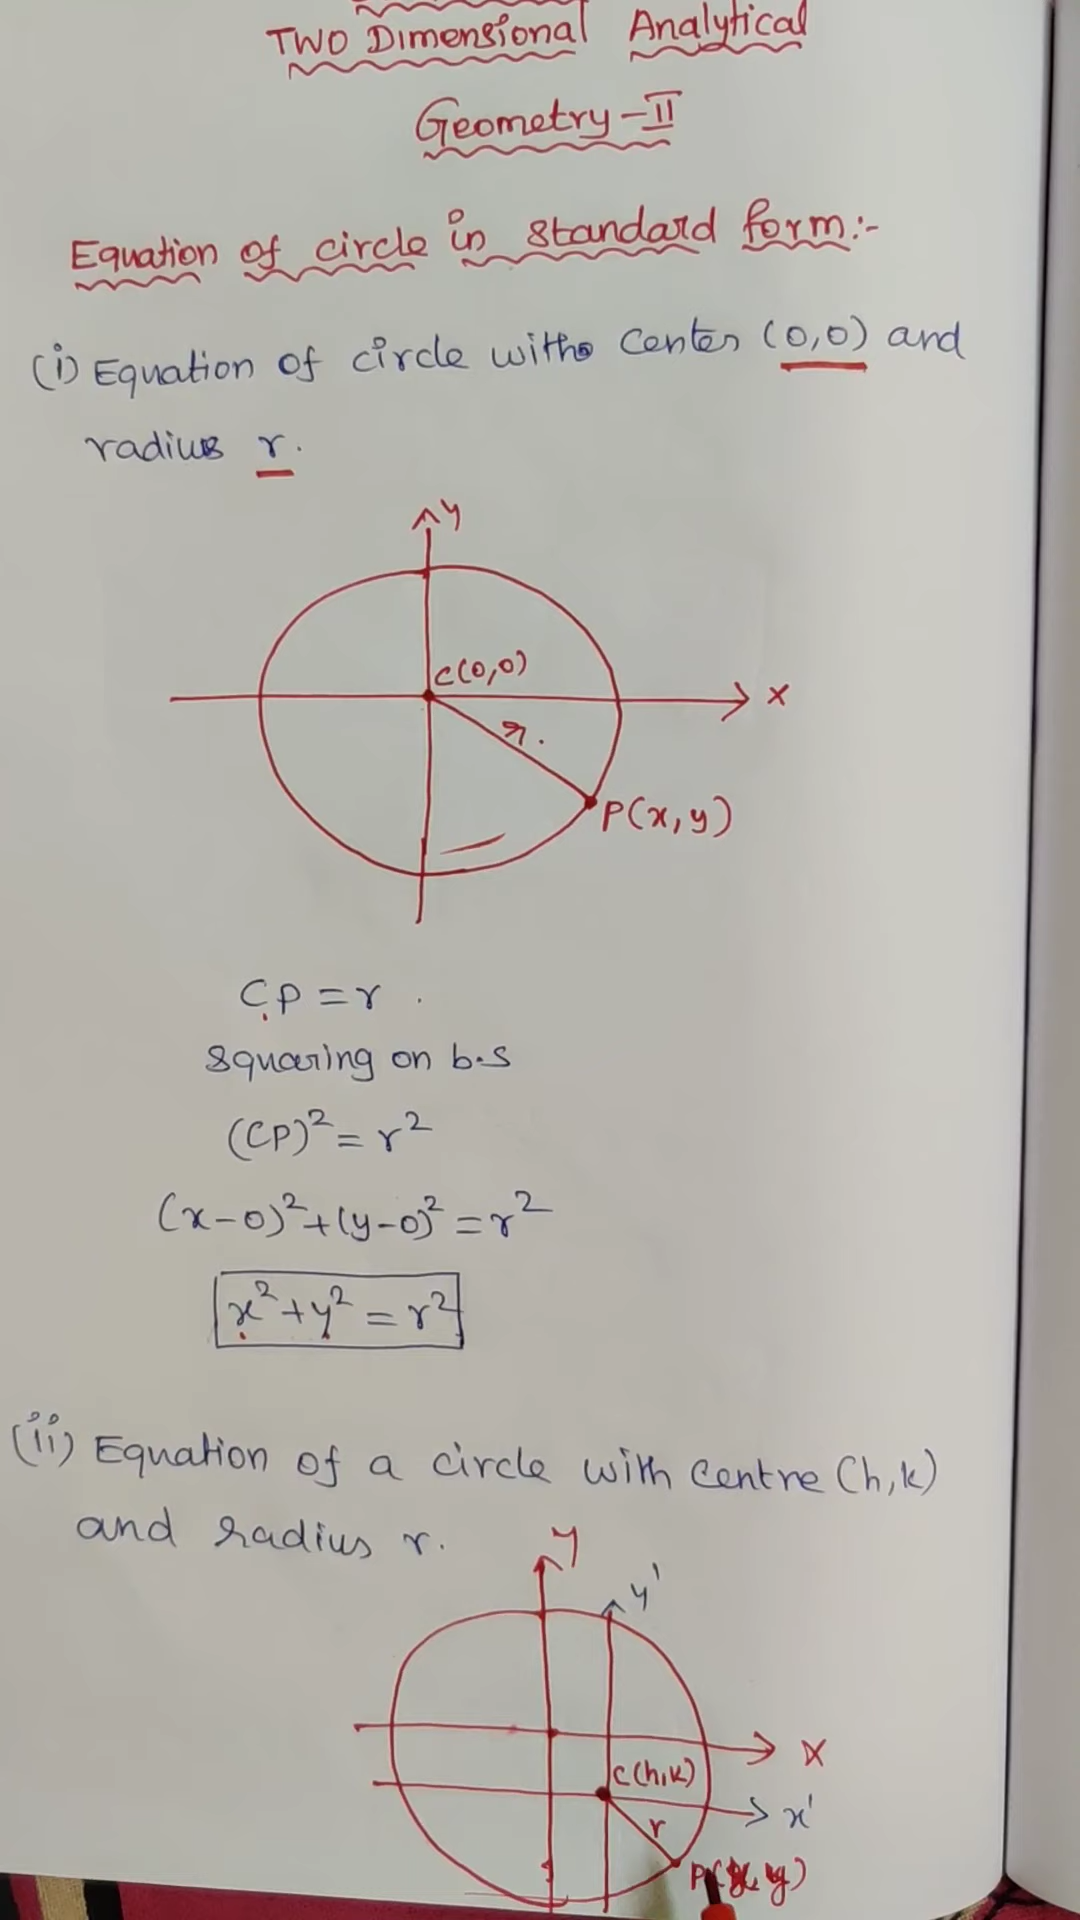 TWO Dimensional Analytical
Geometry-II
Equation of circle in standard form:-
(i) Equation of circle with center (0,0) and
radius r.
y
C(0,0)
x
r.
P(x,y)
CP = r.
Squaring on b.s
(CP)² = r²
(x-0)²+(y-0)² = r²
x²+y² = r²
(ii) Equation of a circle with centre (h,k)
and radius r.
y
y'
x
C(h,k)
x'
r
P(x,y)